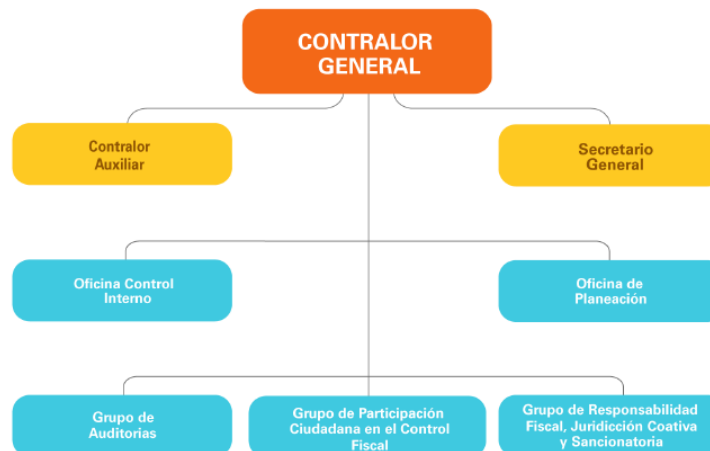 CONTRALOR
GENERAL
Contralor
Auxiliar
Secretario
General
Oficina Control
Interno
Oficina de
Planeación
Grupo de
Auditorias
Grupo de Participación
Ciudadana en el Control
Fiscal
Grupo de Responsabilidad
Fiscal, Juridicción Coativa
y Sancionatoria